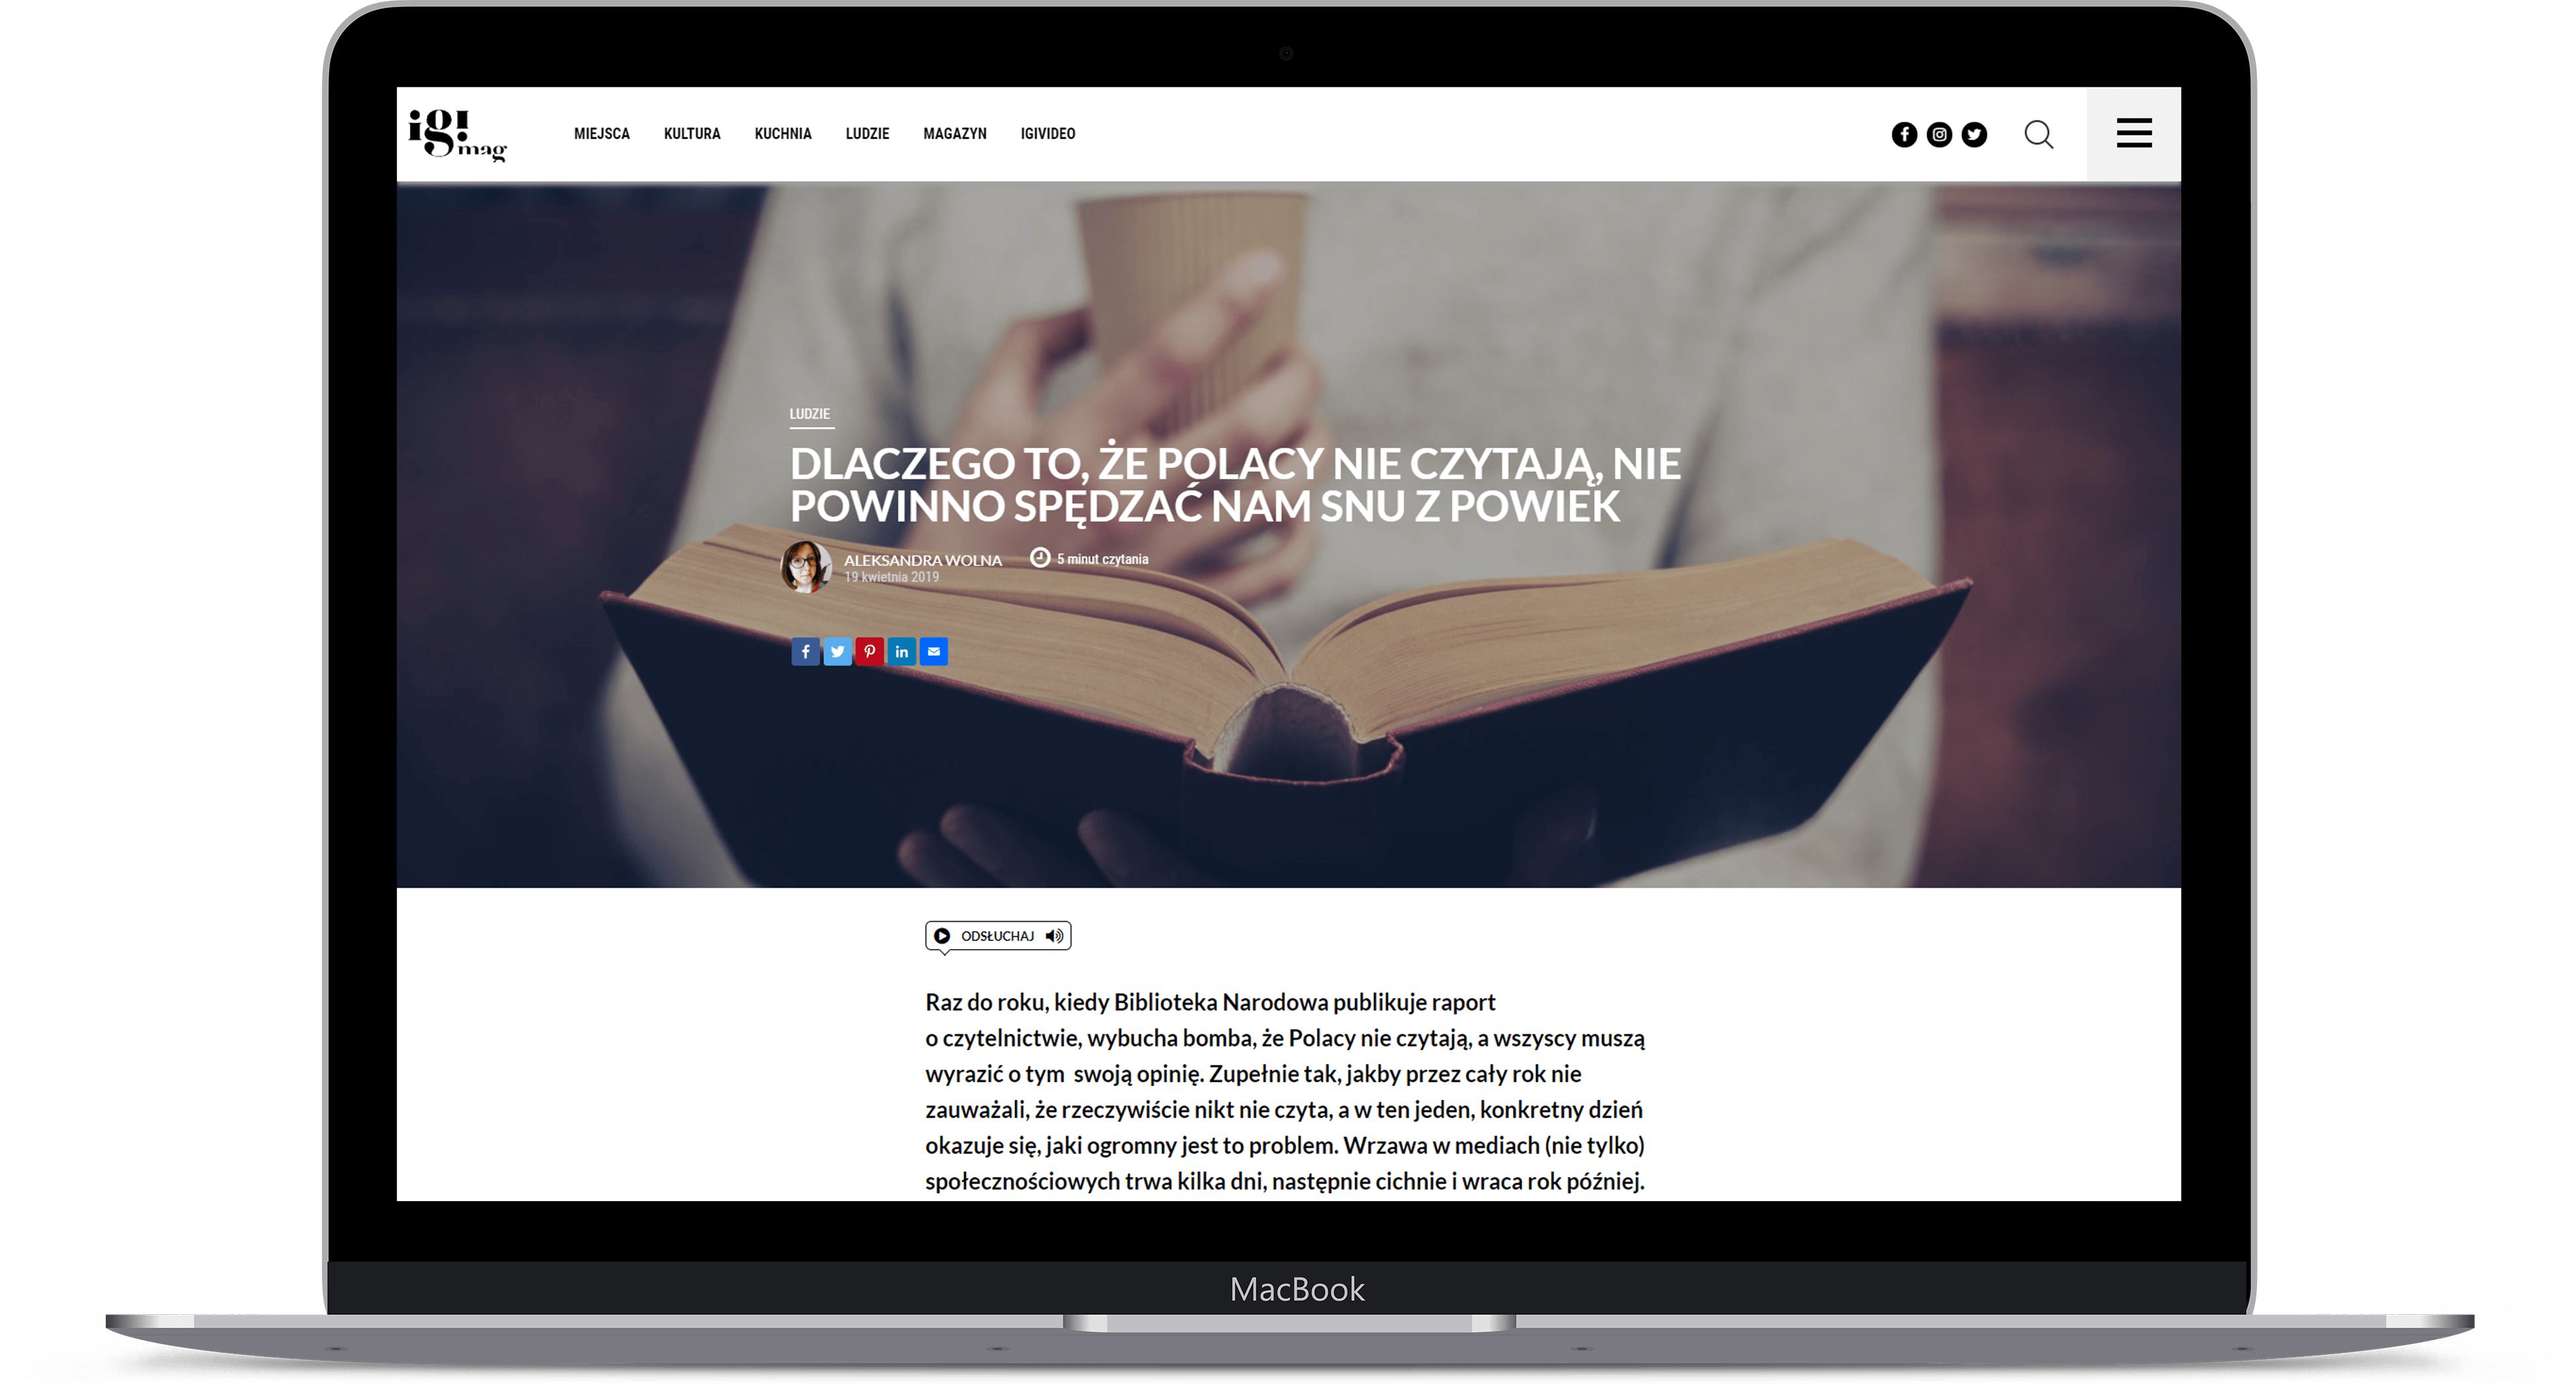 igi mag
MIEJSCA KULTURA KUCHNIA LUDZIE MAGAZYN IGIVIDEO
LUDZIE
DLACZEGO TO, ŻE POLACY NIE CZYTAJĄ, NIE
POWINNO SPĘDZAĆ NAM SNU Z POWIEK
ALEKSANDRA WOLNA 5 minut czytania
19 kwietnia 2019
ODSŁUCHAJ
Raz do roku, kiedy Biblioteka Narodowa publikuje raport
o czytelnictwie, wybucha bomba, że Polacy nie czytają, a wszyscy muszą
wyrazić o tym  swoją opinię. Zupełnie tak, jakby przez cały rok nie
zauważali, że rzeczywiście nikt nie czyta, a w ten jeden, konkretny dzień
okazuje się, jaki ogromny jest to problem. Wrzawa w mediach (nie tylko)
społecznościowych trwa kilka dni, następnie cichnie i wraca rok później.
MacBook